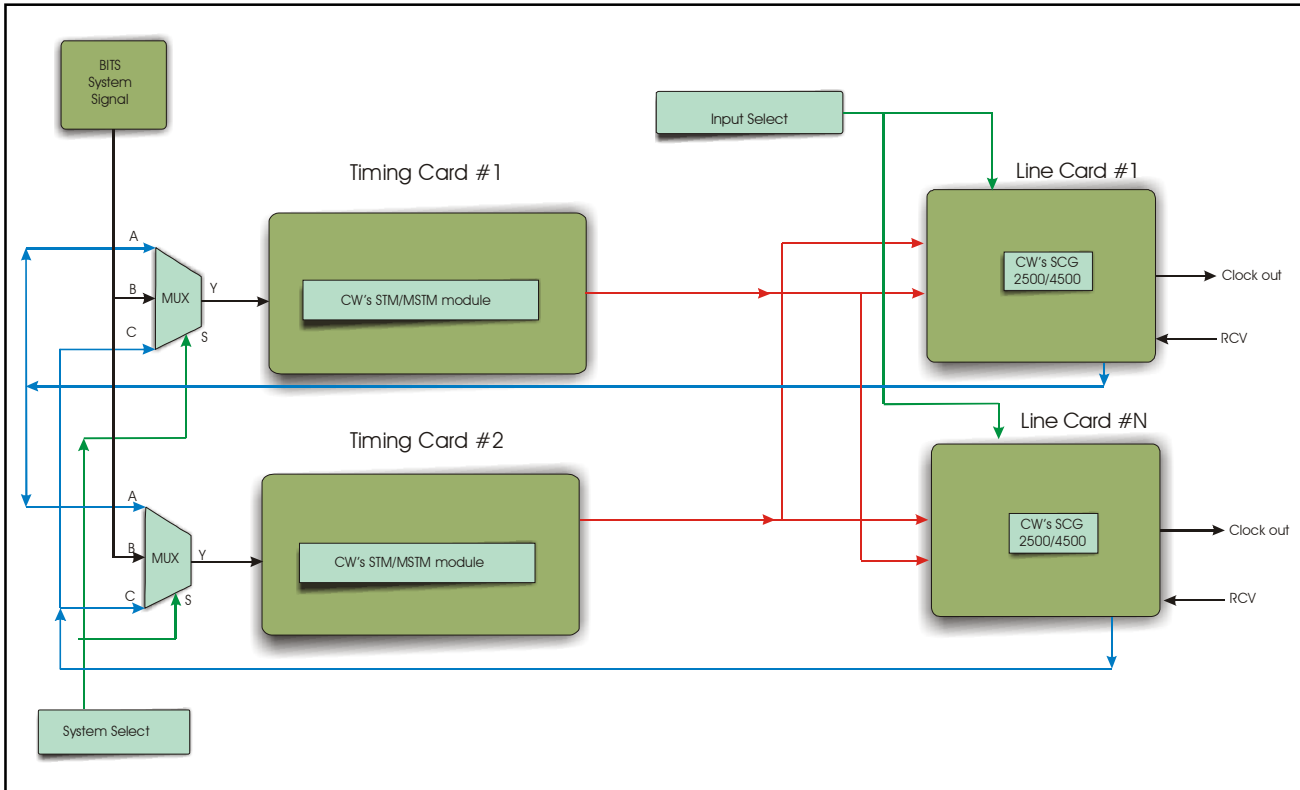 BITS
System
Signal
Input Select
Timing Card #1
Line Card #1
A
B
C
MUX
Y
S
CW's STM/MSTM module
CW's SCG
2500/4500
Clock out
RCV
Timing Card #2
Line Card #N
A
B
C
MUX
Y
S
CW's STM/MSTM module
CW's SCG
2500/4500
Clock out
RCV
System Select